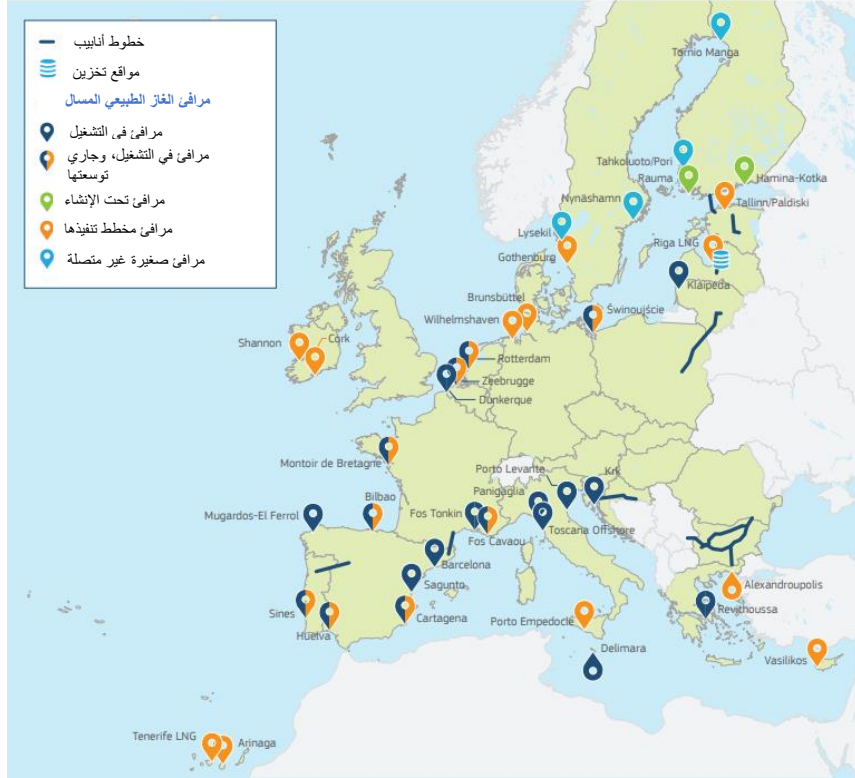 خطوط أنابيب
مواقع تخزين
مرافئ الغاز الطبيعي المسال
مرافئ في التشغيل
مرافئ في التشغيل، وجاري
توسعتها
مرافئ تحت الإنشاء
مرافئ مخطط تنفيذها
مرافئ صغيرة غير متصلة
Tornio Manga
Tahkoluoto/Pori
Rauma
Hamina-Kotka
Nynäshamn
Tallinn/Paldiski
Lysekil
Riga LNG
Gothenburg
Klaipėda
Brunsbüttel
Świnoujście
Wilhelmshaven
Shannon
Cork
Rotterdam
Zeebrugge
Dunkerque
Montoir de Bretagne
Porto Levante
Krk
Bilbao
Panigaglia
Mugardos-El Ferrol
Fos Tonkin
Toscana Offshore
Fos Cavaou
Barcelona
Sagunto
Alexandroupolis
Sines
Cartagena
Porto Empedocle
Revithoussa
Huelva
Delimara
Vasilikos
Tenerife LNG
Arinaga